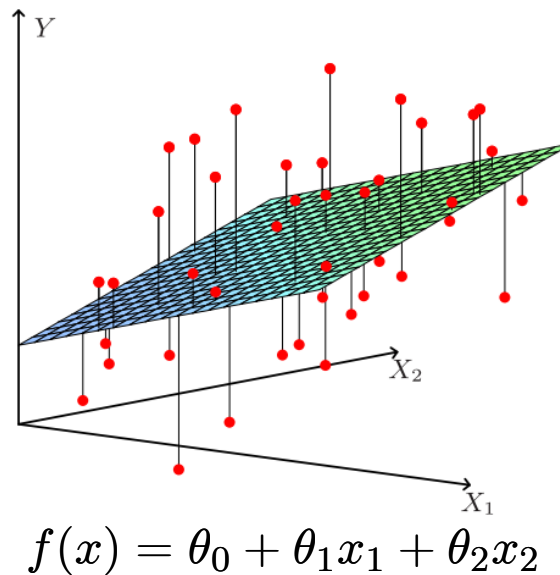 Y
X₂
X₁
f(x) = θ₀ + θ₁x₁ + θ₂x₂